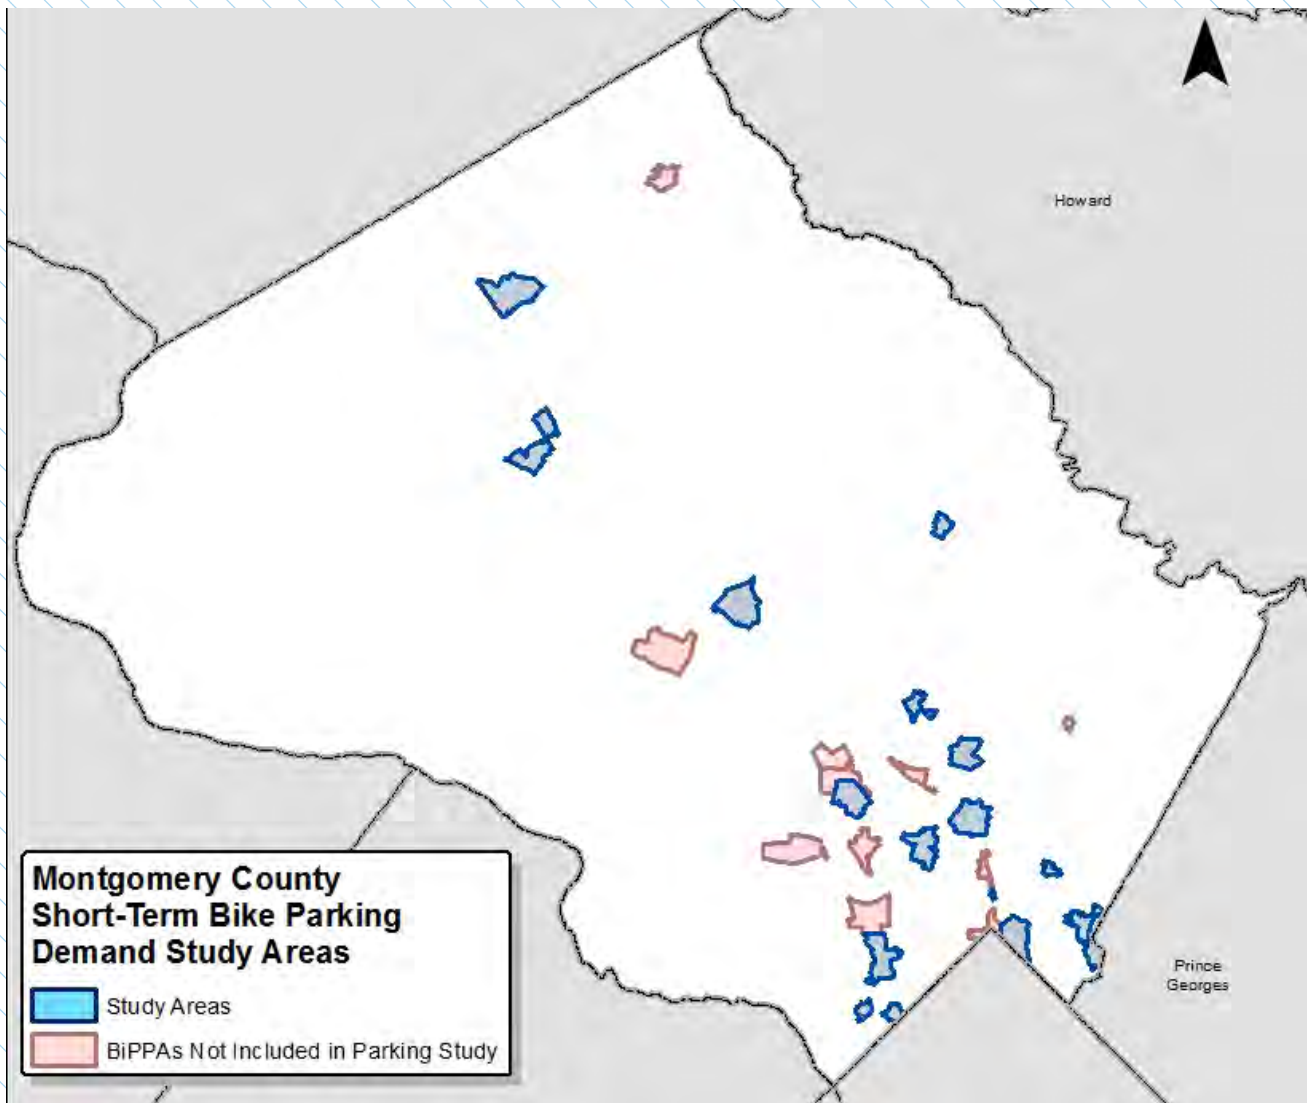 Howard
Montgomery County
Short-Term Bike Parking
Demand Study Areas
Study Areas
BiPPAs Not Included in Parking Study
Prince
Georges